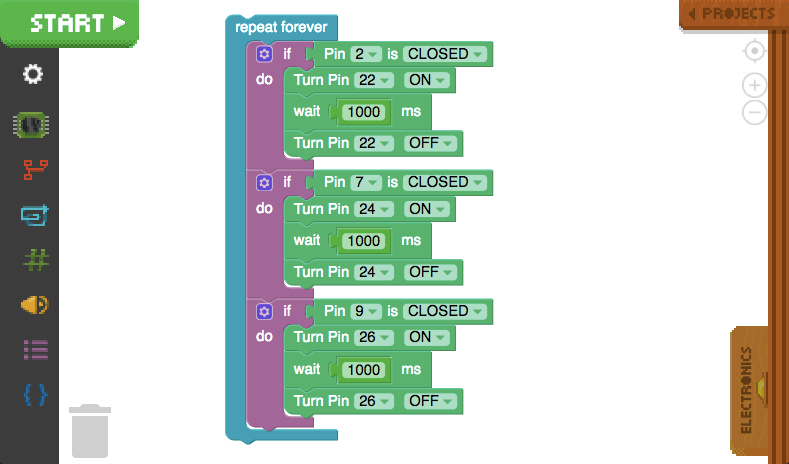 START
PROJECTS
repeat forever
if Pin 2 is CLOSED
do Turn Pin 22 ON
wait 1000 ms
Turn Pin 22 OFF
if Pin 7 is CLOSED
do Turn Pin 24 ON
wait 1000 ms
Turn Pin 24 OFF
if Pin 9 is CLOSED
do Turn Pin 26 ON
wait 1000 ms
Turn Pin 26 OFF
ELECTRONICS